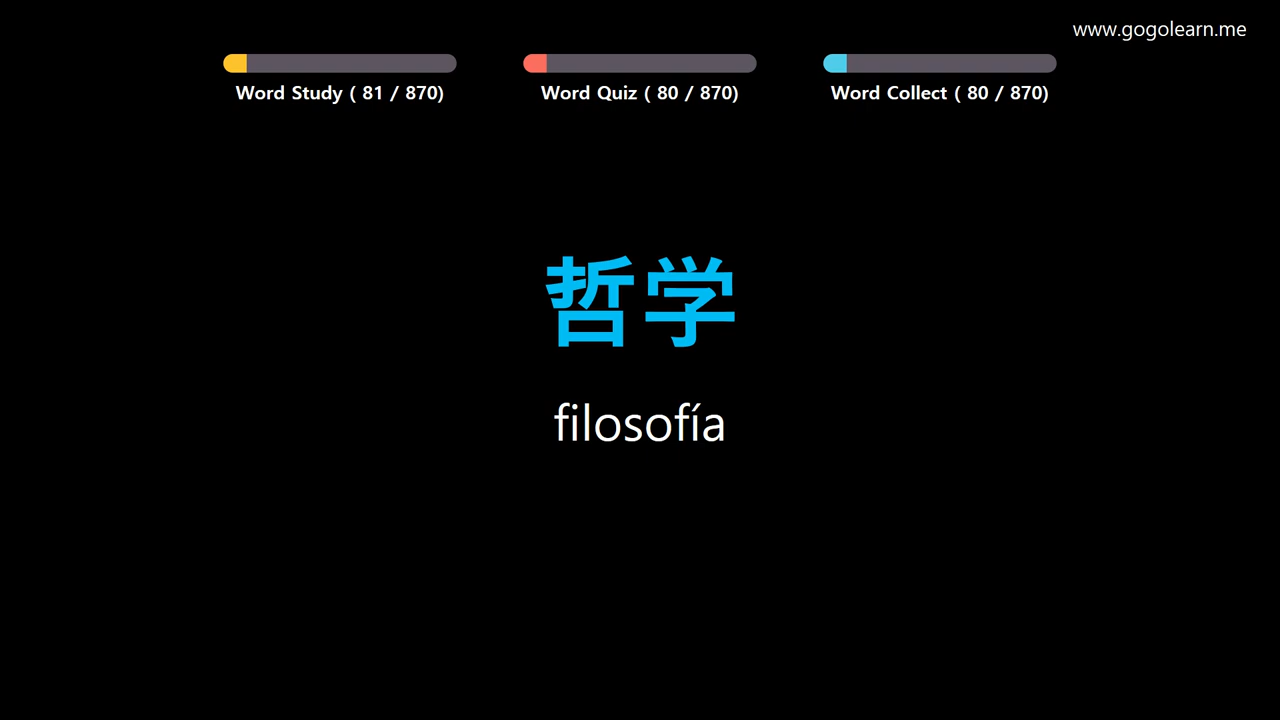 www.gogolearn.me
Word Study ( 81 / 870)
Word Quiz ( 80 / 870)
Word Collect ( 80 / 870)
哲学
filosofía